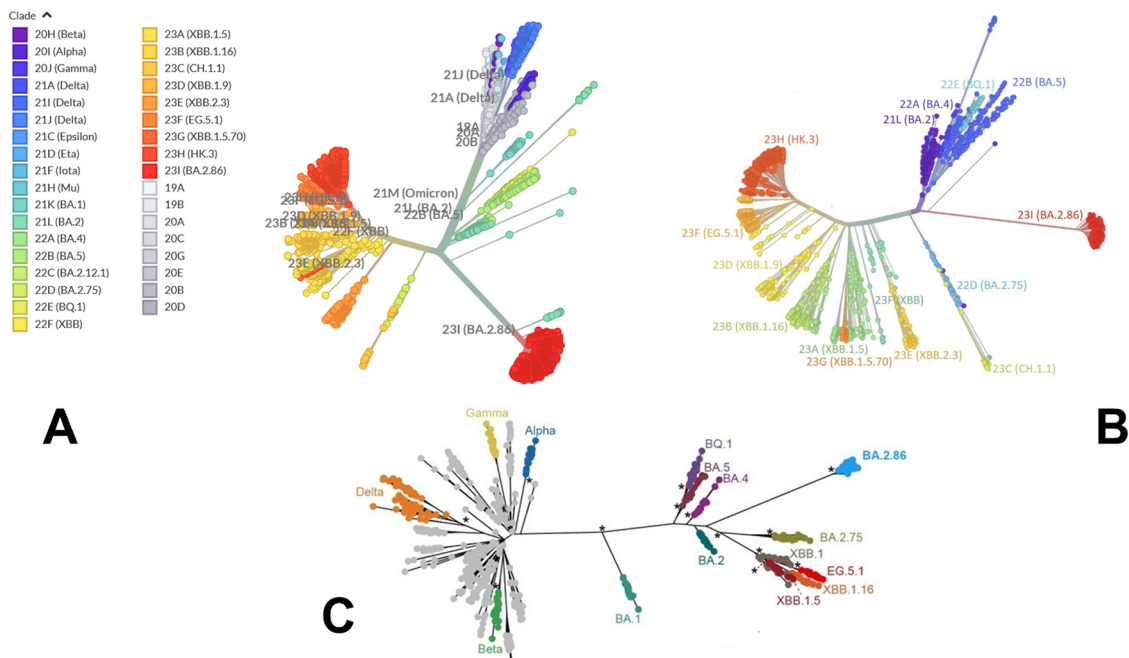 Clade
20H (Beta)
20I (Alpha)
20J (Gamma)
21A (Delta)
21I (Delta)
21J (Delta)
21C (Epsilon)
21D (Eta)
21F (Iota)
21H (Mu)
21K (BA.1)
21L (BA.2)
22A (BA.4)
22B (BA.5)
22C (BA.2.12.1)
22D (BA.2.75)
22E (BQ.1)
22F (XBB)
23A (XBB.1.5)
23B (XBB.1.16)
23C (CH.1.1)
23D (XBB.1.9)
23E (XBB.2.3)
23F (EG.5.1)
23G (XBB.1.5.70)
23H (HK.3)
23I (BA.2.86)
19A
19B
20A
20C
20G
20E
20B
20D
21J (Delta)
21A (Delta)
19A
20A
20B
21M (Omicron)
21L (BA.2)
22B (BA.5)
23D (XBB.1.9)
22F (XBB)
23E (XBB.2.3)
23I (BA.2.86)
A
22E (BQ.1)
22B (BA.5)
22A (BA.4)
21L (BA.2)
23H (HK.3)
23I (BA.2.86)
23F (EG.5.1)
23D (XBB.1.9)
22D (BA.2.75)
23F (XBB)
23B (XBB.1.16)
23A (XBB.1.5)
23E (XBB.2.3)
23G (XBB.1.5.70)
23C (CH.1.1)
B
Gamma
Alpha
BQ.1
BA.5
BA.4
BA.2.86
Delta
BA.2.75
BA.2
XBB.1
EG.5.1
XBB.1.16
XBB.1.5
BA.1
Beta
C